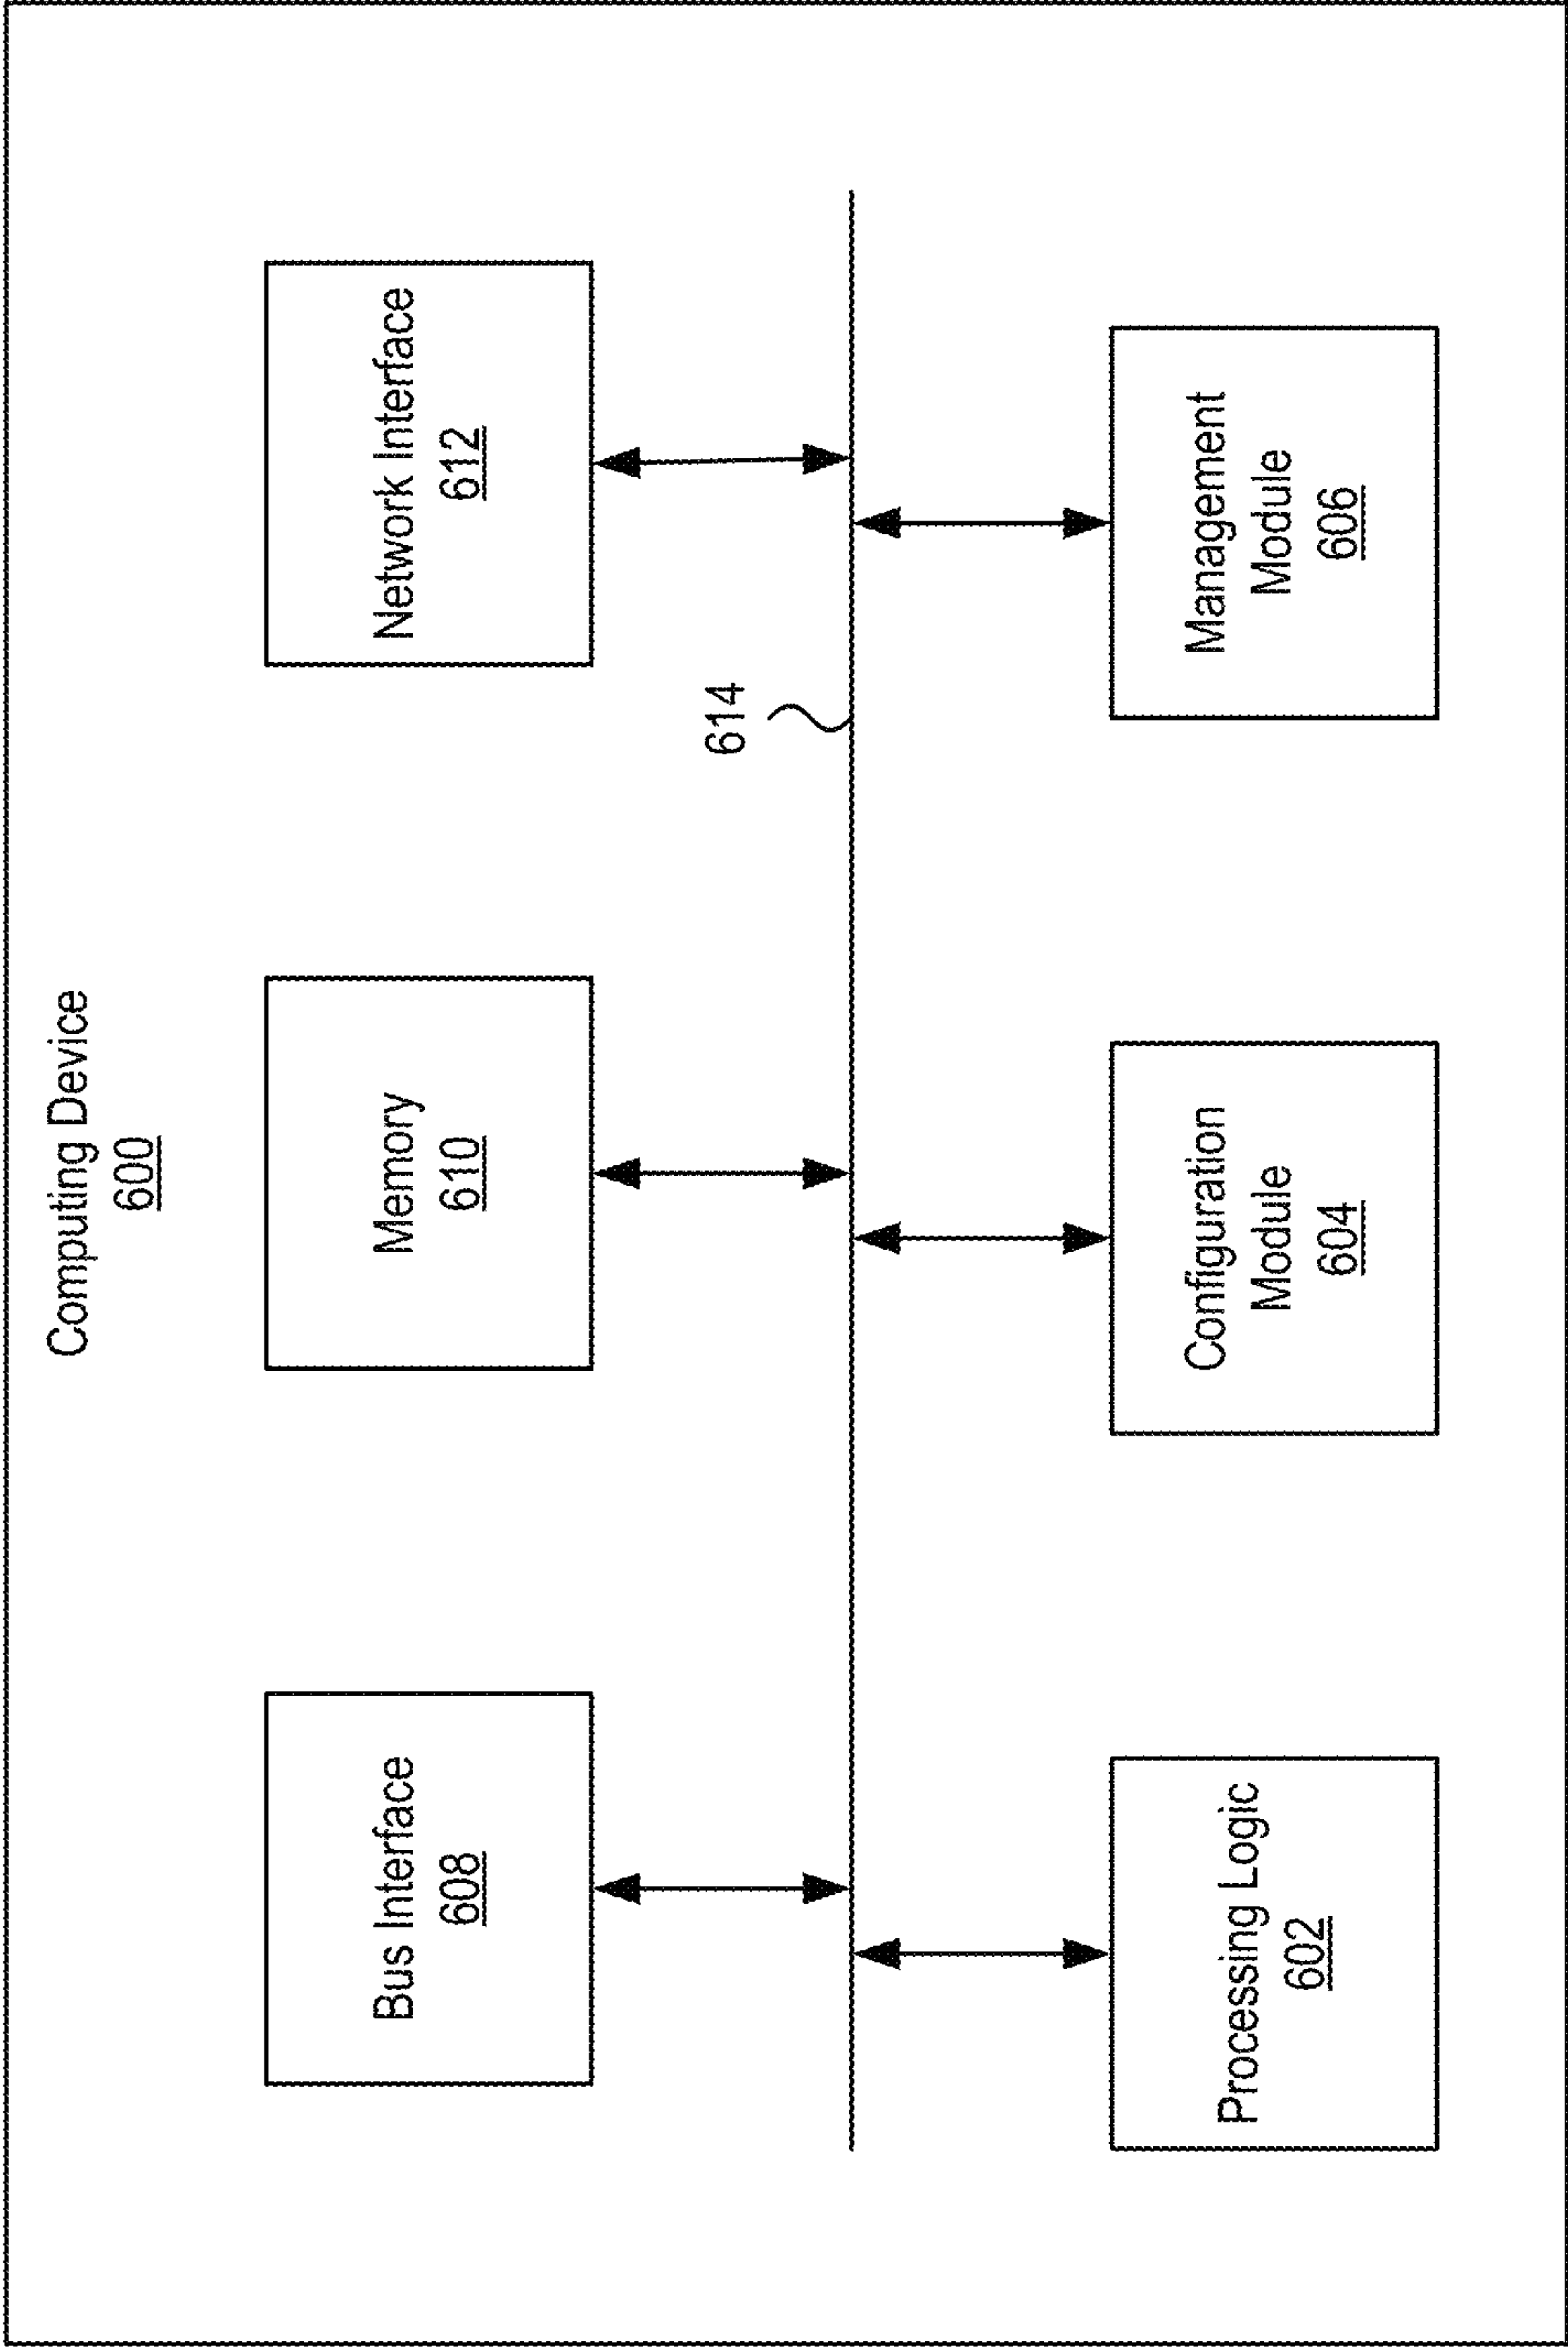 Computing Device
600
Bus Interface
608
Memory
610
Network Interface
612
614
Processing Logic
602
Configuration
Module
604
Management
Module
606